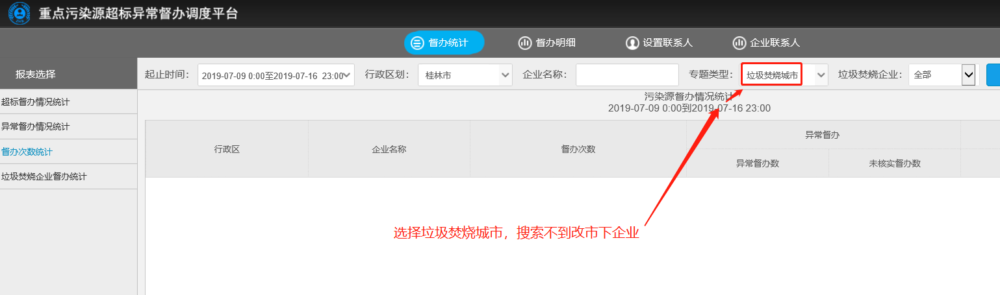 重点污染源超标异常督办调度平台
督办统计 督办明细 设置联系人 企业联系人
报表选择
起止时间： 2019-07-09 0:00至2019-07-16 23:00 行政区划： 桂林市 企业名称： 专题类型： 垃圾焚烧城市 垃圾焚烧企业： 全部
超标督办情况统计
异常督办情况统计
督办次数统计
垃圾焚烧企业督办统计
污染源督办情况统计
2019-07-09 0:00到2019-07-16 23:00
行政区 企业名称 督办次数 异常督办
异常督办数 未核实督办数
选择垃圾焚烧城市，搜索不到改市下企业